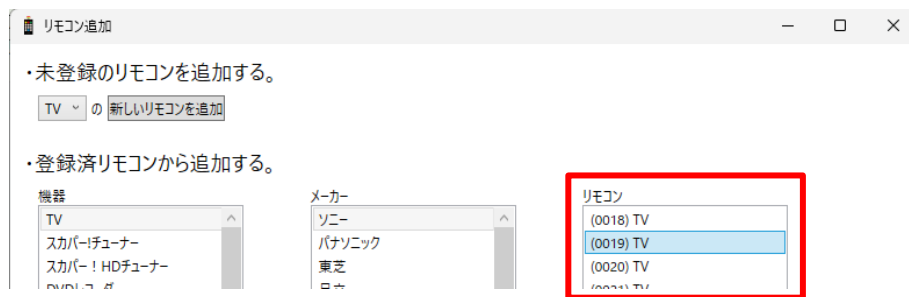 リモコン追加
・未登録のリモコンを追加する。
TV の 新しいリモコンを追加
・登録済リモコンから追加する。
機器
TV
スカパー!チューナー
スカパー！HDチューナー
メーカー
ソニー
パナソニック
東芝
リモコン
(0018) TV
(0019) TV
(0020) TV
(0021) TV